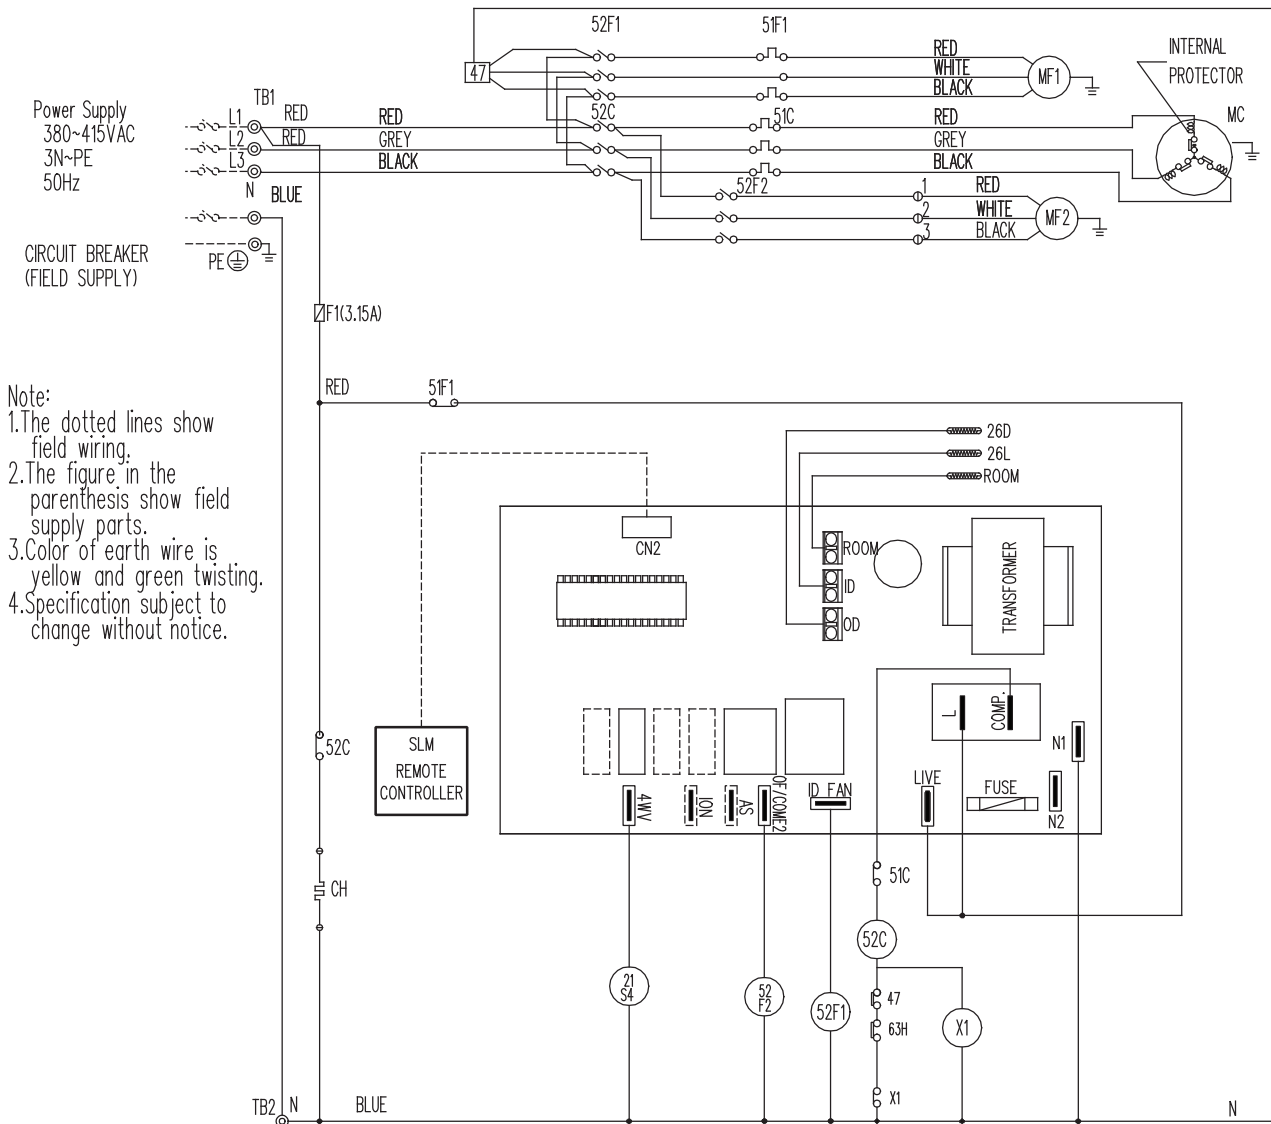 52F1
51F1
47
RED
WHITE
BLACK
MF1
INTERNAL
PROTECTOR
MC
Power Supply
380~415VAC
3N~PE
50Hz
TB1
L1
RED
L2
RED
L3
N
BLUE
RED
GREY
BLACK
52C
51C
RED
GREY
BLACK
52F2
1
RED
2
WHITE
3
BLACK
MF2
CIRCUIT BREAKER
(FIELD SUPPLY)
PE
F1(3.15A)
RED
51F1
Note:
1.The dotted lines show
field wiring.
2.The figure in the
parenthesis show field
supply parts.
3.Color of earth wire is
yellow and green twisting.
4.Specification subject to
change without notice.
26D
26L
ROOM
CN2
ROOM
ID
OD
TRANSFORMER
52C
SLM
REMOTE
CONTROLLER
L
COMP.
N1
4WV
ION
AS
OF/COME2
ID FAN
LIVE
FUSE
N2
CH
51C
52C
21
S4
52
F2
52F1
47
63H
X1
X1
TB2
N
BLUE
N